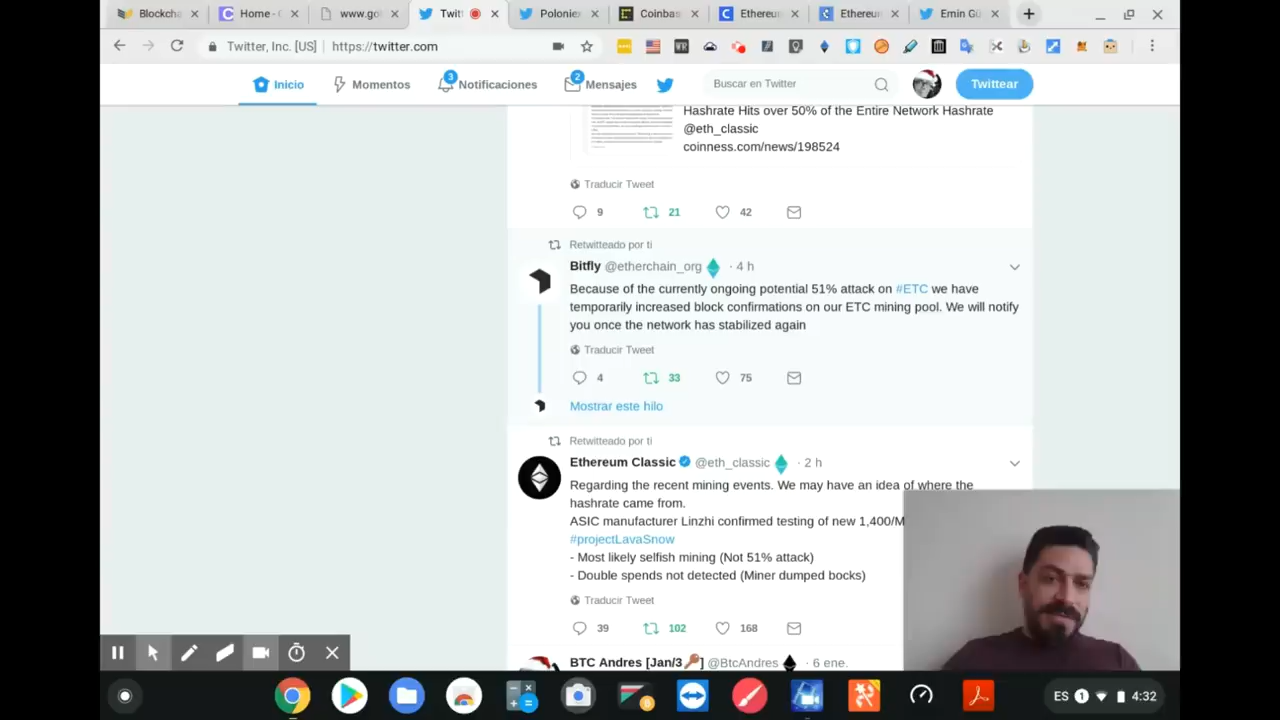 Blockcha
Home - C
www.go
Twitt
Polonie
Coinbas
Ethereu
Ethereu
Emin Gü
Twitter, Inc. [US]
https://twitter.com
Inicio
Momentos
3
Notificaciones
2
Mensajes
Buscar en Twitter
Twittear
Hashrate Hits over 50% of the Entire Network Hashrate
@eth_classic
coinness.com/news/198524
Traducir Tweet
9 21 42
Retwitteado por ti
Bitfly @etherchain_org · 4 h
Because of the currently ongoing potential 51% attack on #ETC we have
temporarily increased block confirmations on our ETC mining pool. We will notify
you once the network has stabilized again
Traducir Tweet
4 33 75
Mostrar este hilo
Retwitteado por ti
Ethereum Classic @eth_classic · 2 h
Regarding the recent mining events. We may have an idea of where the
hashrate came from.
ASIC manufacturer Linzhi confirmed testing of new 1,400/M
#projectLavaSnow
- Most likely selfish mining (Not 51% attack)
- Double spends not detected (Miner dumped bocks)
Traducir Tweet
39 102 168
BTC Andres [Jan/3🔑] @BtcAndres · 6 ene.
ES 1 4:32